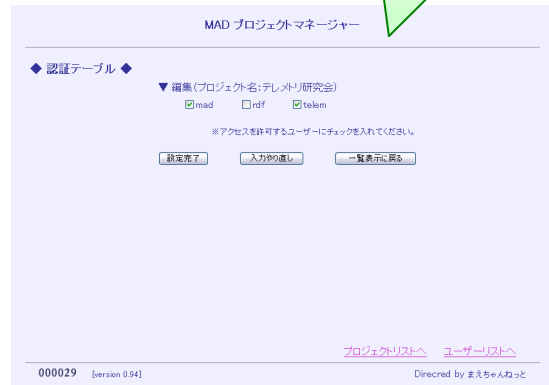 MAD プロジェクトマネージャー
◆ 認証テーブル ◆
▼ 編集(プロジェクト名:テレメトリ研究会)
mad rdf telem
※アクセスを許可するユーザーにチェックを入れてください。
設定完了 入力やり直し 一覧表示に戻る
プロジェクトリストへ ユーザーリストへ
000029 [version 0.94] Direcred by まえちゃんねっと